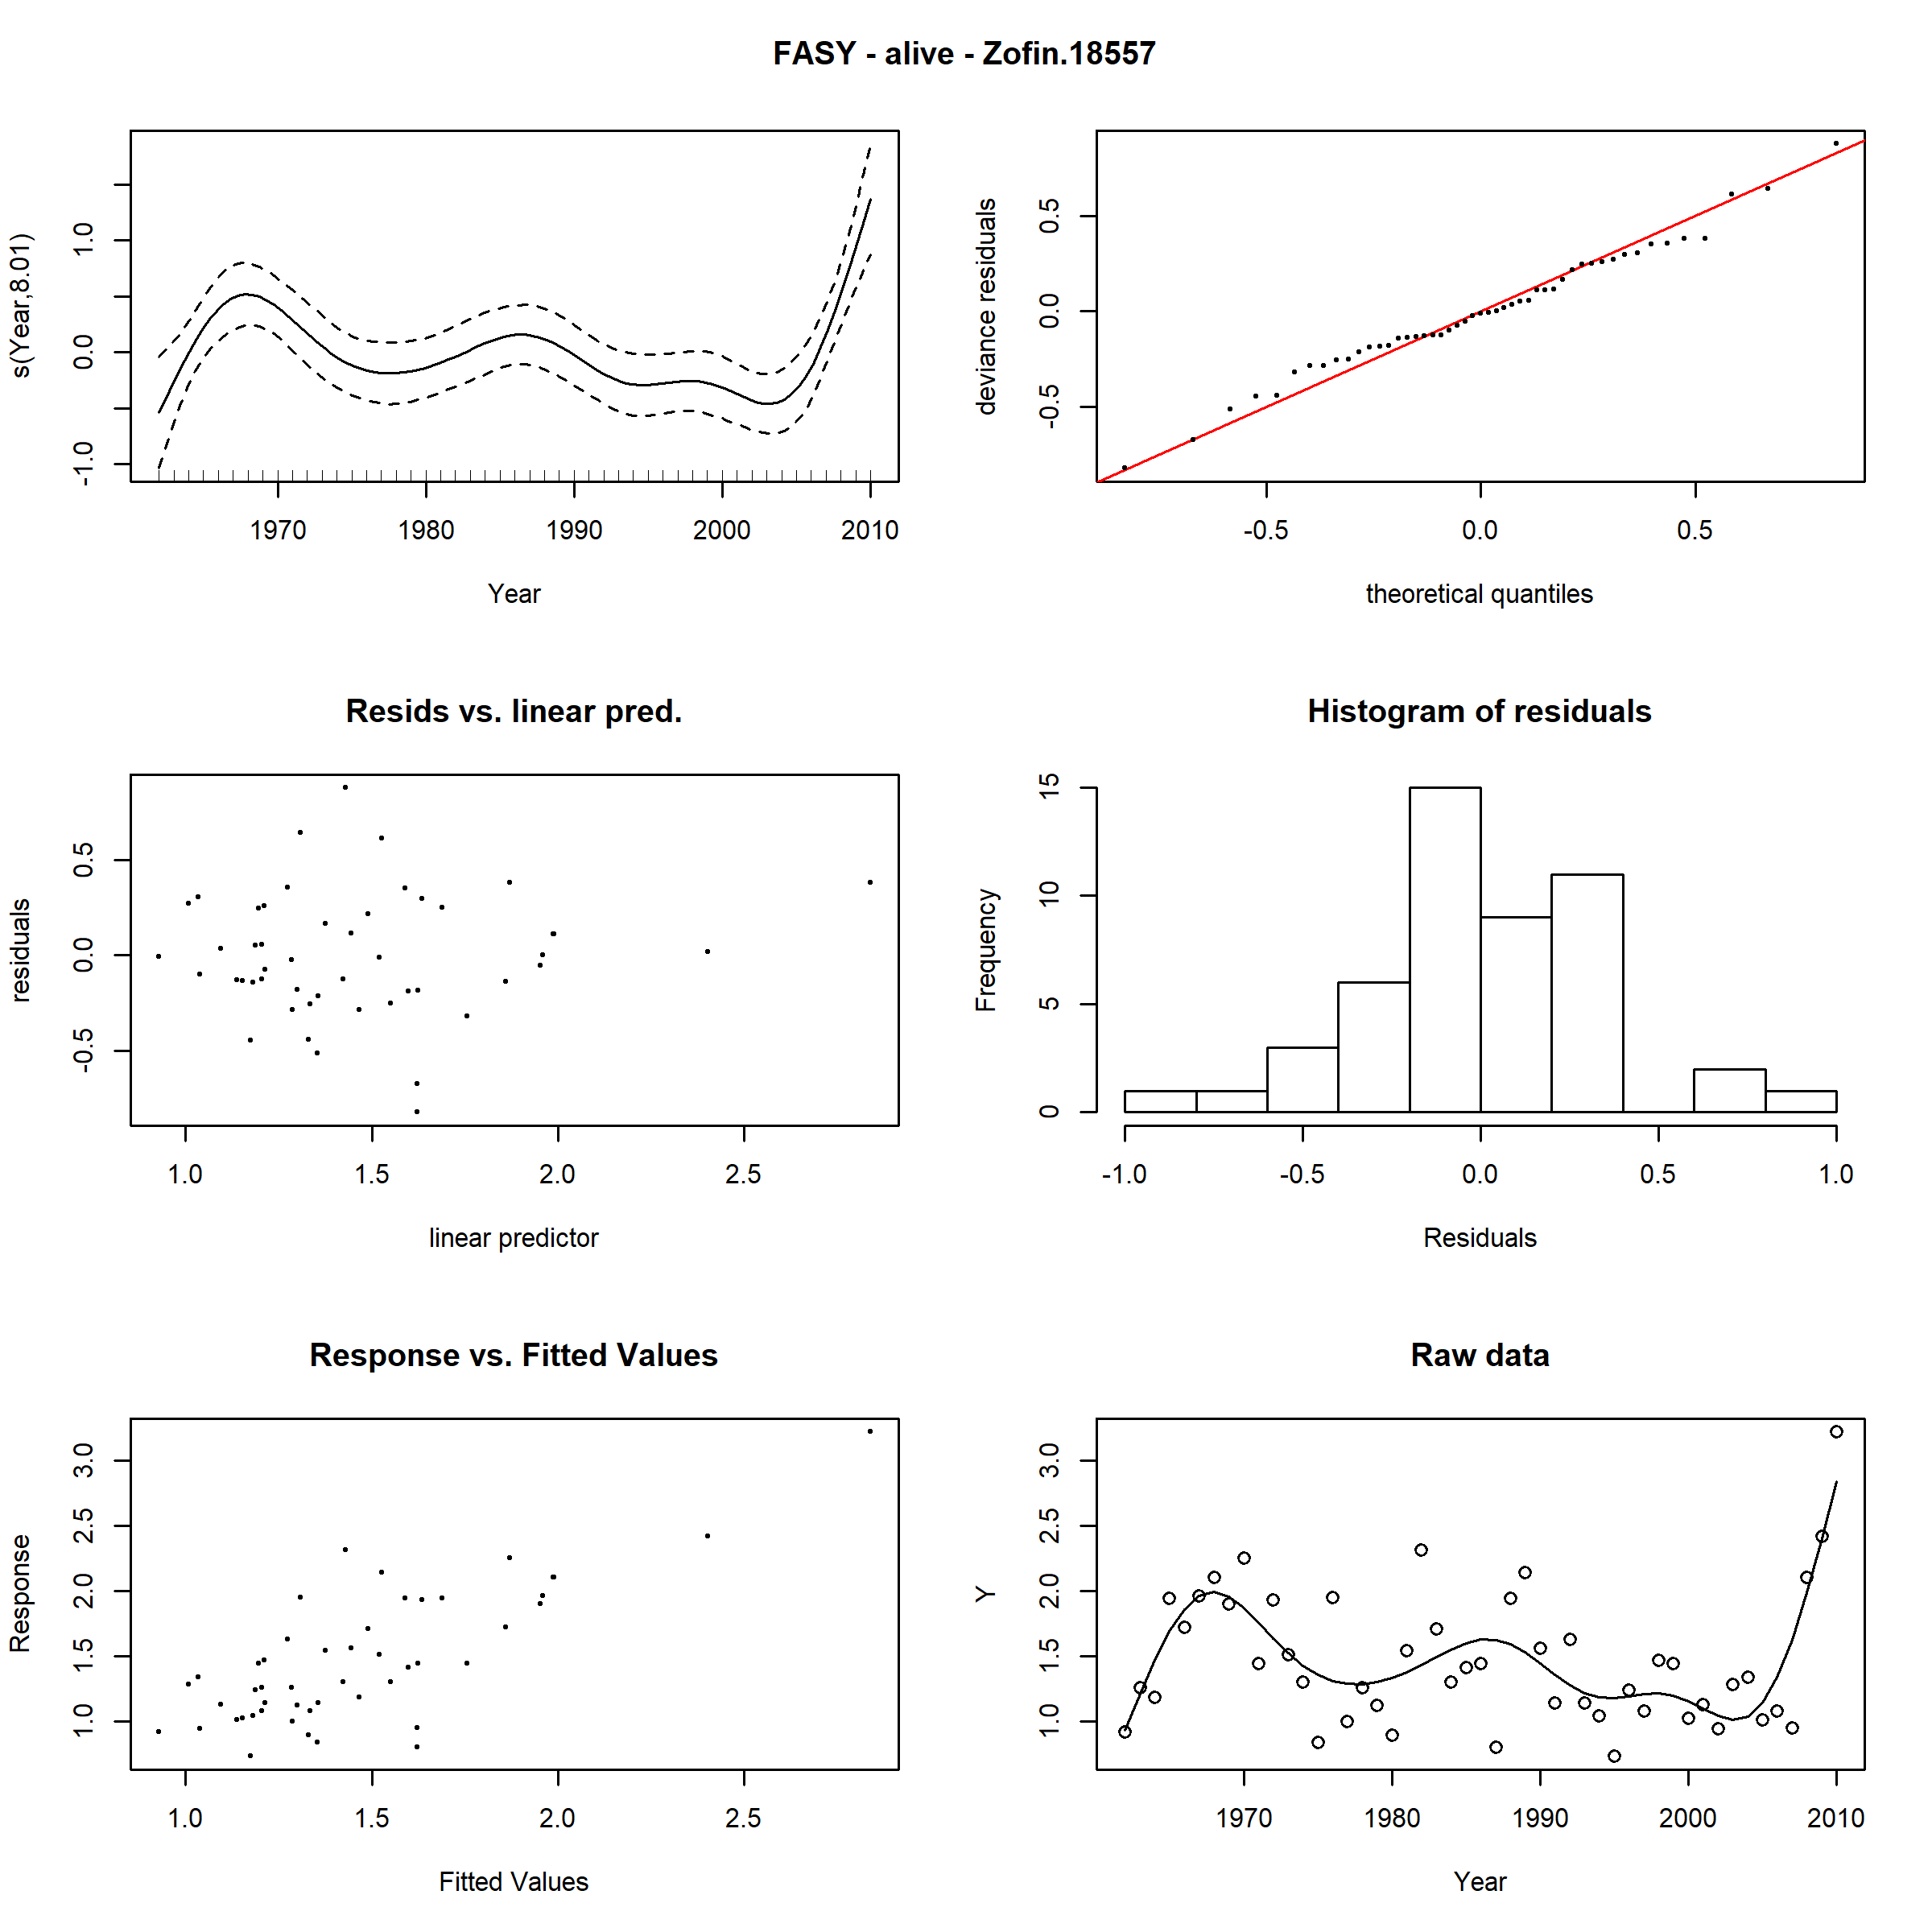 FASY - alive - Zofin.18557
s(Year,8.01)
-1.0 0.0 1.0
1970 1980 1990 2000 2010
Year
deviance residuals
-0.5 0.0 0.5
-0.5 0.0 0.5
theoretical quantiles
Resids vs. linear pred.
residuals
-0.5 0.0 0.5
1.0 1.5 2.0 2.5
linear predictor
Histogram of residuals
Frequency
0 5 10 15
-1.0 -0.5 0.0 0.5 1.0
Residuals
Response vs. Fitted Values
Response
1.0 1.5 2.0 2.5 3.0
1.0 1.5 2.0 2.5
Fitted Values
Raw data
Y
1.0 1.5 2.0 2.5 3.0
1970 1980 1990 2000 2010
Year